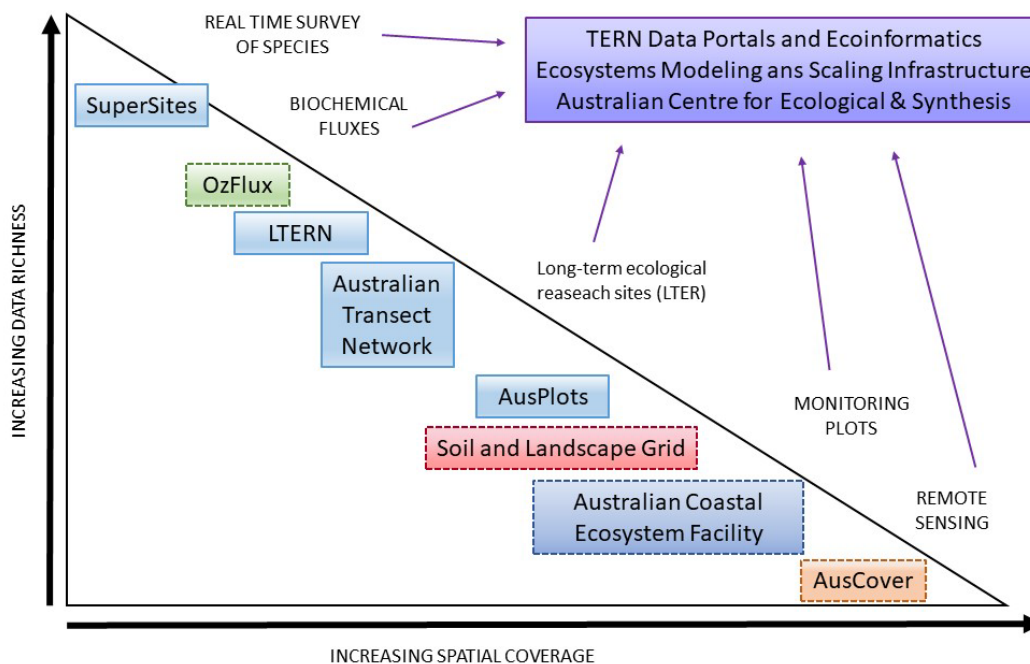 REAL TIME SURVEY
OF SPECIES
TERN Data Portals and Ecoinformatics
Ecosystems Modeling ans Scaling Infrastructure
Australian Centre for Ecological & Synthesis
SuperSites
BIOCHEMICAL
FLUXES
OzFlux
LTERN
Australian
Transect
Network
Long-term ecological
reaseach sites (LTER)
AusPlots
MONITORING
PLOTS
Soil and Landscape Grid
Australian Coastal
Ecosystem Facility
REMOTE
SENSING
AusCover
INCREASING DATA RICHNESS
INCREASING SPATIAL COVERAGE